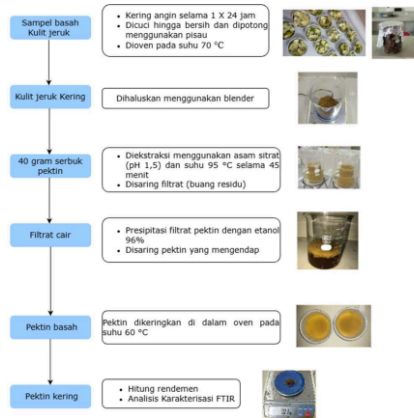 Sampel basah
Kulit jeruk
• Kering angin selama 1 X 24 jam
• Dicuci hingga bersih dan dipotong
menggunakan pisau
• Dioven pada suhu 70 °C
Kulit jeruk Kering
Dihaluskan menggunakan blender
40 gram serbuk
pektin
• Diekstraksi menggunakan asam sitrat
(pH 1,5) dan suhu 95 °C selama 45
menit
• Disaring filtrat (buang residu)
Filtrat cair
• Presipitasi filtrat pektin dengan etanol
96%
• Disaring pektin yang mengendap
Pektin basah
Pektin dikeringkan di dalam oven pada
suhu 60 °C
Pektin kering
• Hitung rendemen
• Analisis Karakterisasi FTIR